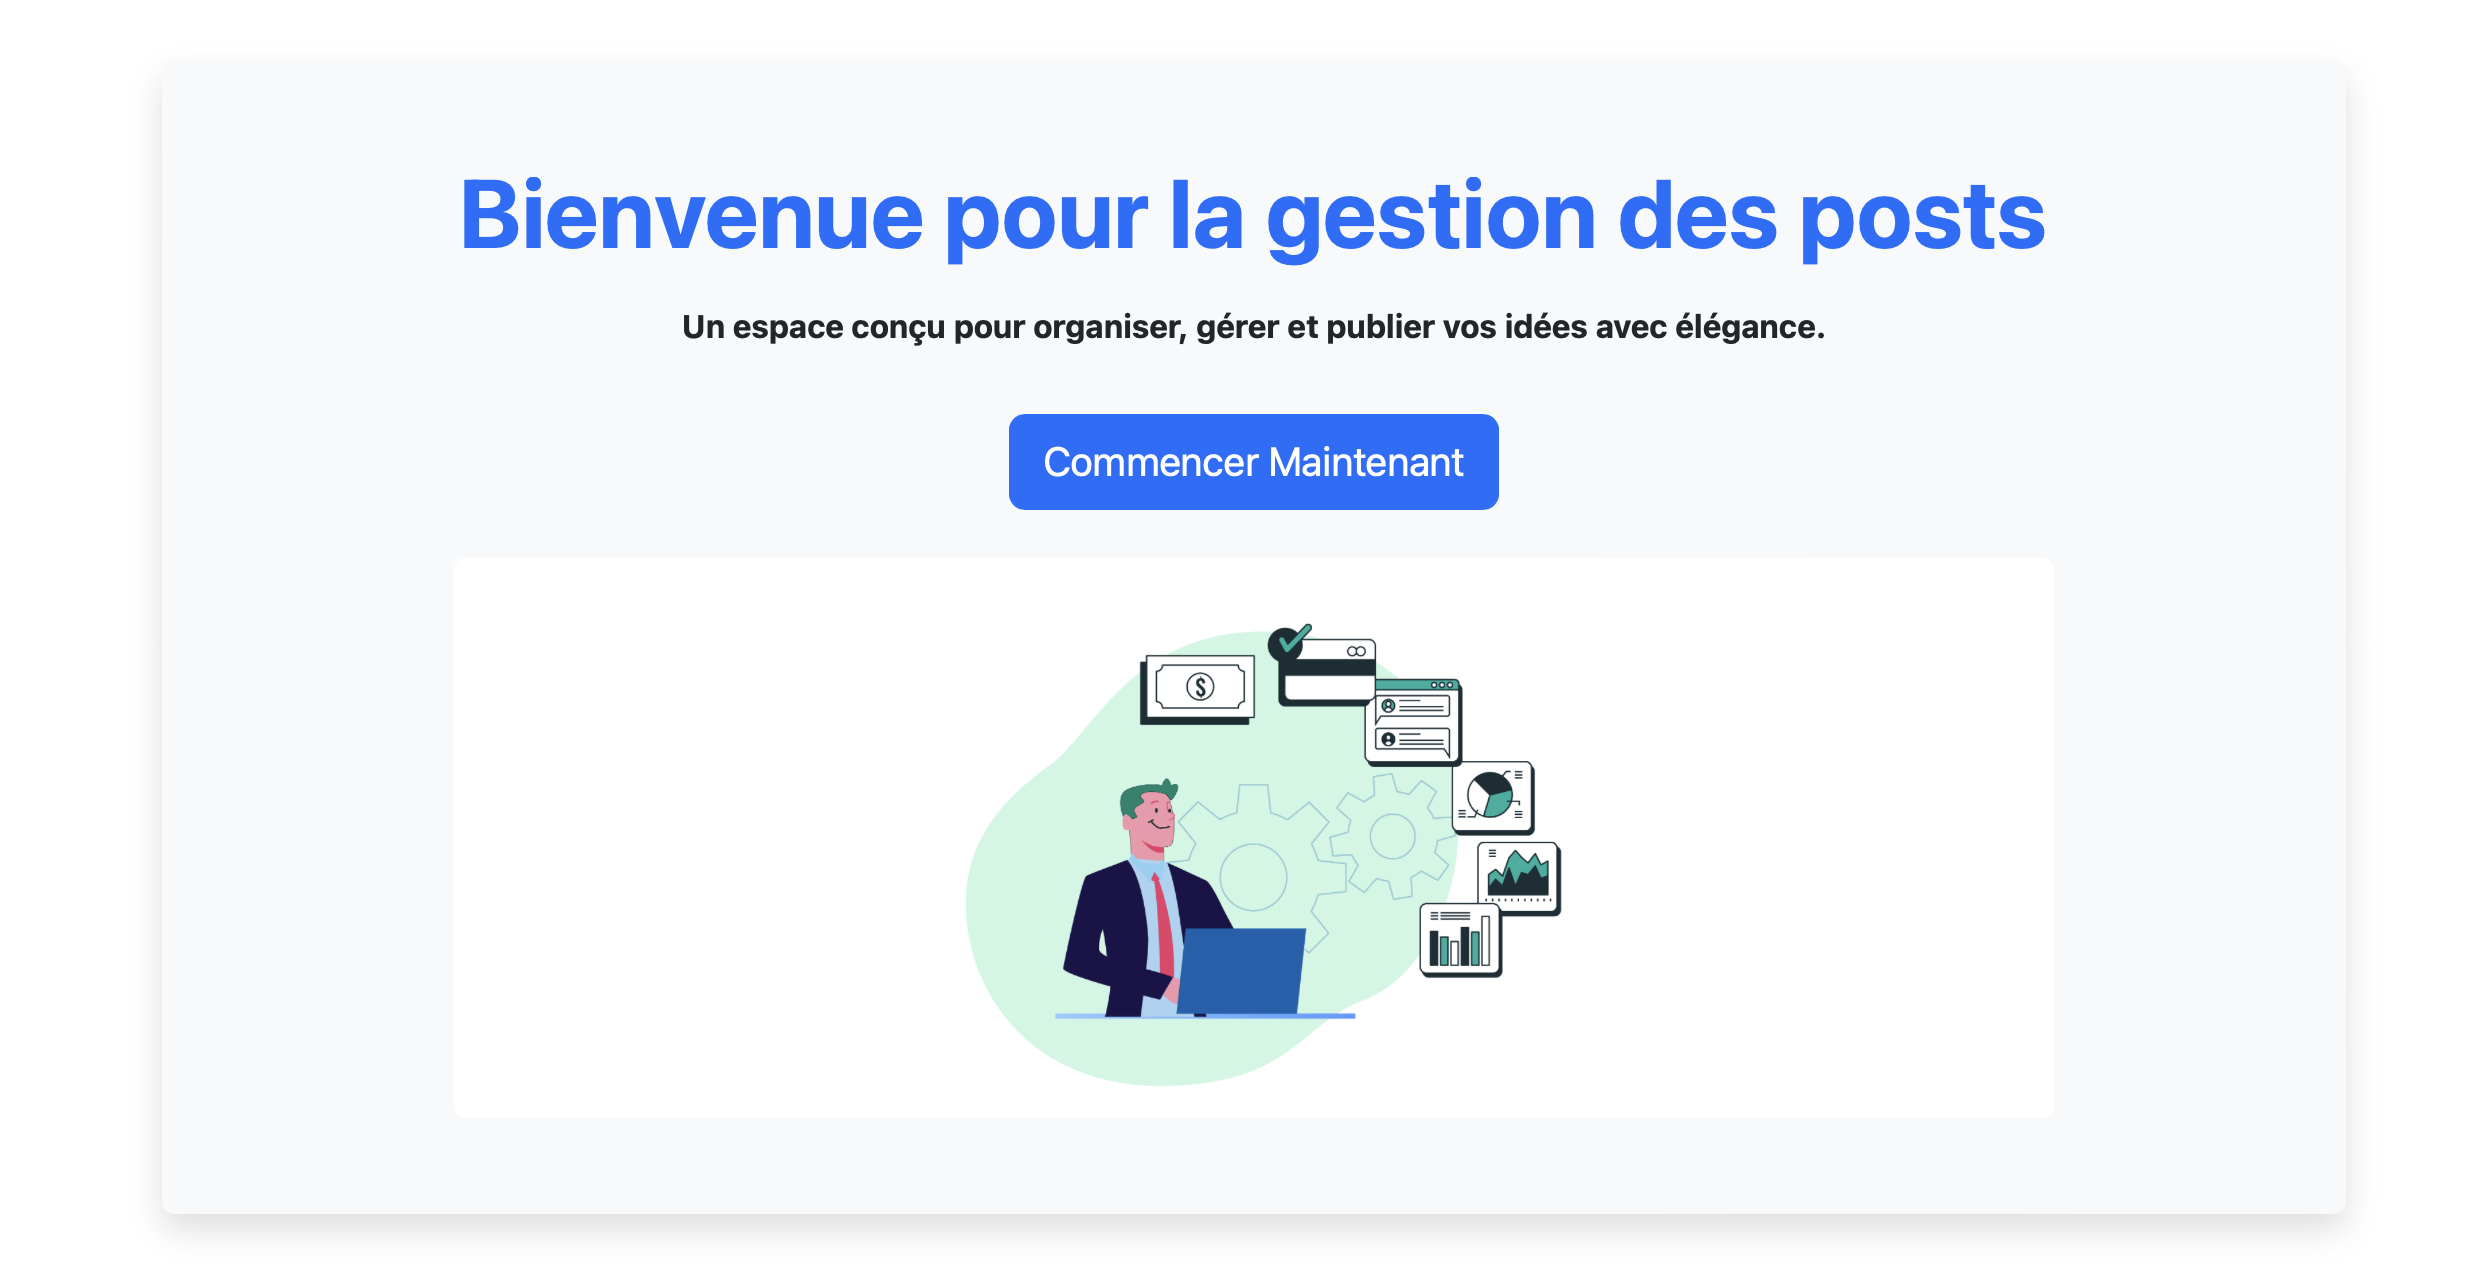 Bienvenue pour la gestion des posts
Un espace conçu pour organiser, gérer et publier vos idées avec élégance.
Commencer Maintenant
$